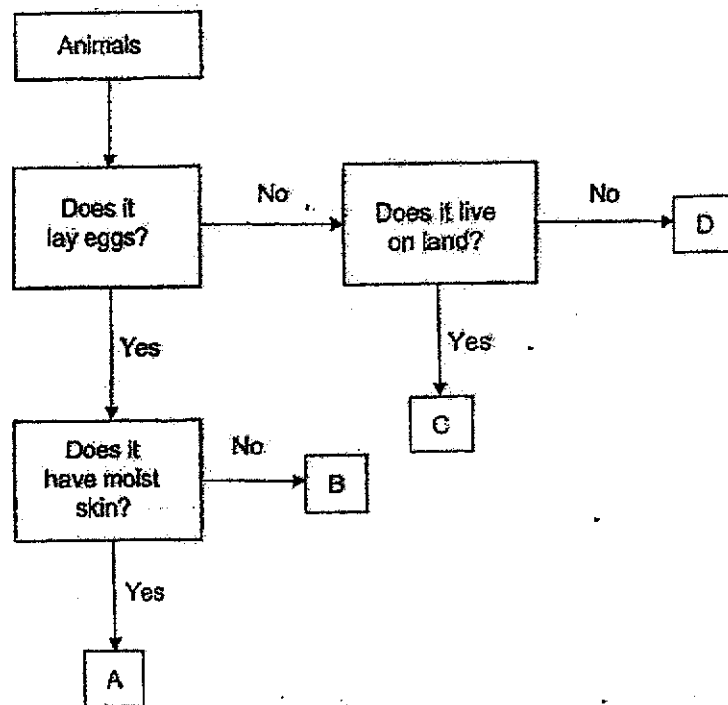 Animals
Does it
lay eggs?
No
Does it live
on land?
No
D
Yes
Yes
C
Does it
have moist
skin?
No
B
Yes
A